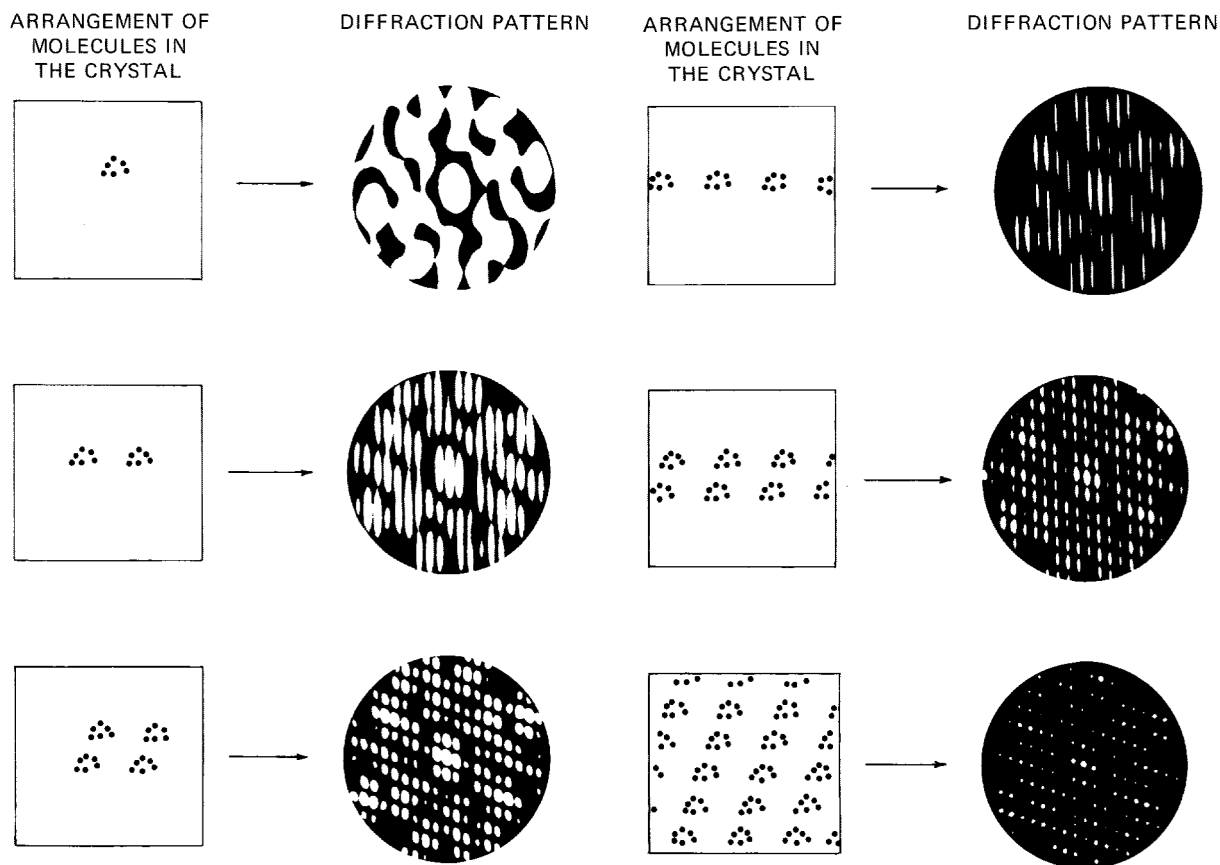 ARRANGEMENT OF
MOLECULES IN
THE CRYSTAL
DIFFRACTION PATTERN
ARRANGEMENT OF
MOLECULES IN
THE CRYSTAL
DIFFRACTION PATTERN